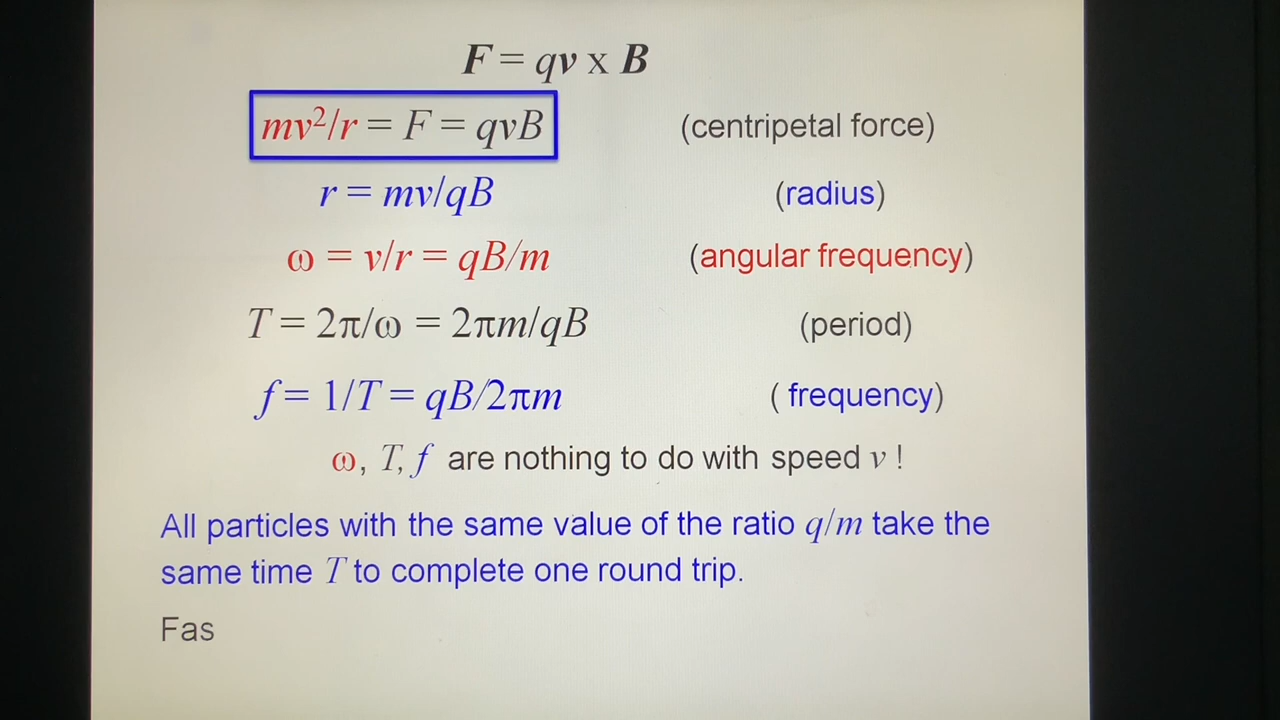 F = qv x B
mv²/r = F = qvB (centripetal force)
r = mv/qB (radius)
ω = v/r = qB/m (angular frequency)
T = 2π/ω = 2πm/qB (period)
f = 1/T = qB/2πm ( frequency)
ω, T, f are nothing to do with speed v !
All particles with the same value of the ratio q/m take the
same time T to complete one round trip.
Fas